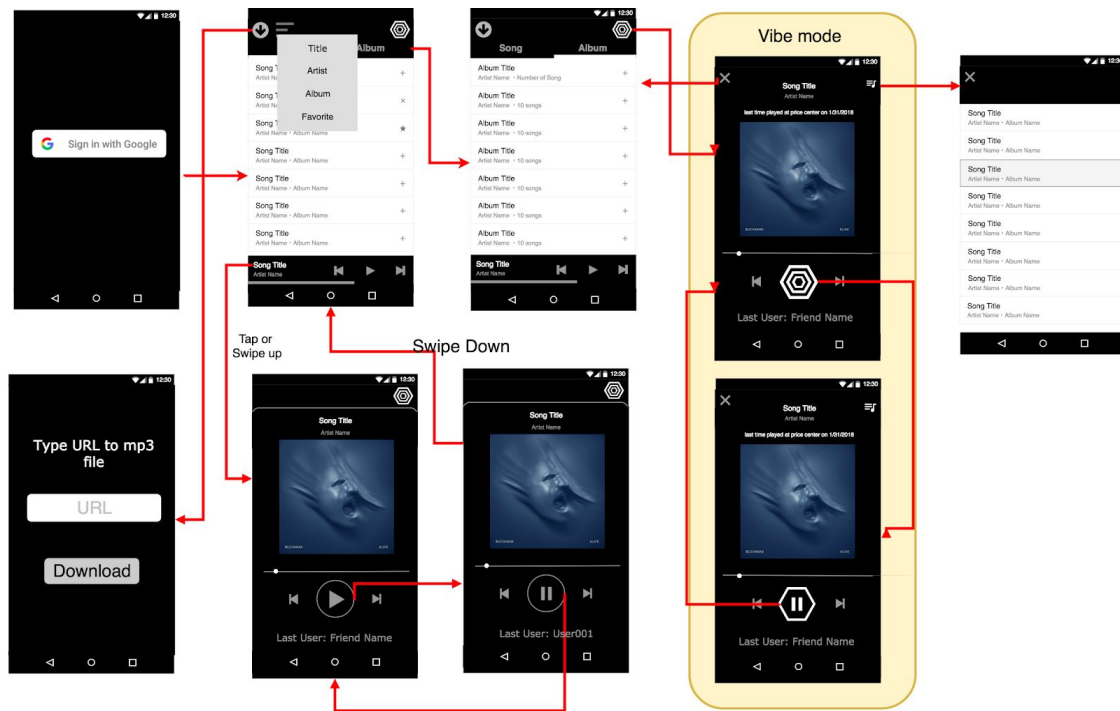 12:30
Sign in with Google
12:30
Title
Artist
Album
Favorite
Album
Song T
Artist Na
Song T
Artist Na
Song T
Artist Name • Album Name
Song Title
Artist Name • Album Name
Song Title
Artist Name • Album Name
Song Title
Artist Name • Album Name
Song Title
Artist Name • Album Name
Song Title
Artist Name
12:30
Song Album
Album Title
Artist Name • Number of Song
Album Title
Artist Name • 10 songs
Album Title
Artist Name • 10 songs
Album Title
Artist Name • 10 songs
Album Title
Artist Name • 10 songs
Album Title
Artist Name • 10 songs
Album Title
Artist Name • 10 songs
Song Title
Artist Name
Vibe mode
12:30
Song Title
Artist Name
last time played at price center on 1/31/2018
BUCHANAN ALIVE
Last User: Friend Name
12:30
Song Title
Artist Name • Album Name
Song Title
Artist Name • Album Name
Song Title
Artist Name • Album Name
Song Title
Artist Name • Album Name
Song Title
Artist Name • Album Name
Song Title
Artist Name • Album Name
Song Title
Artist Name • Album Name
Song Title
Artist Name • Album Name
Tap or
Swipe up
Swipe Down
12:30
Type URL to mp3
file
URL
Download
12:30
Song Title
Artist Name
BUCHANAN ALIVE
Last User: Friend Name
12:30
Song Title
Artist Name
BUCHANAN ALIVE
Last User: User001
12:30
Song Title
Artist Name
last time played at price center on 1/31/2018
BUCHANAN ALIVE
Last User: Friend Name